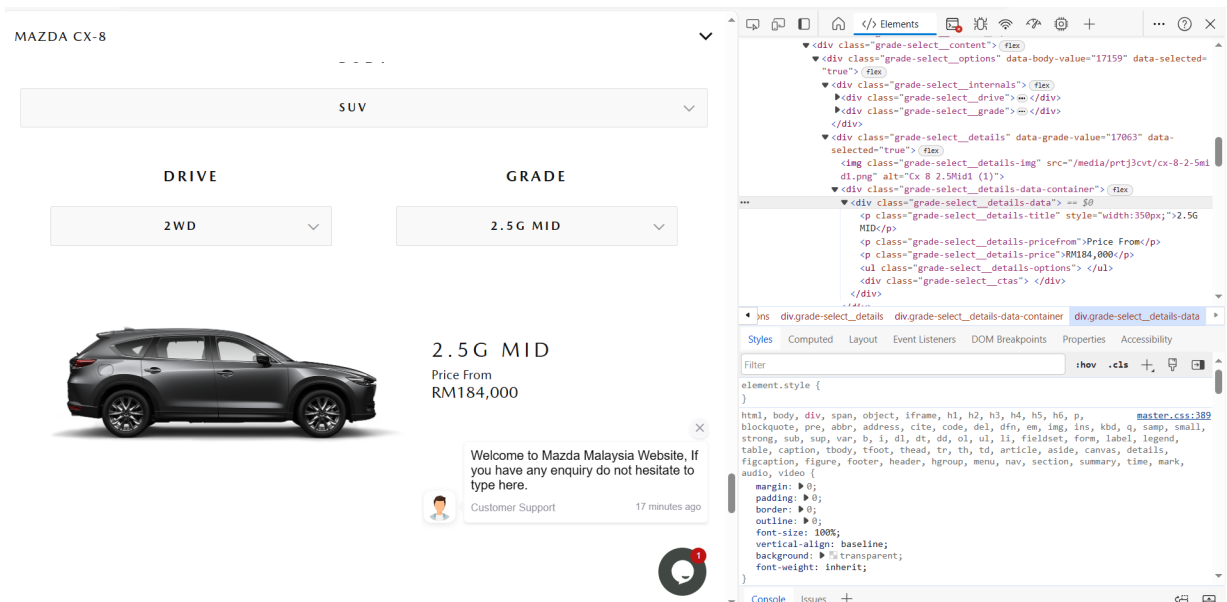 MAZDA CX-8
SUV
DRIVE
GRADE
2WD
2.5G MID
2.5G MID
Price From
RM184,000
Welcome to Mazda Malaysia Website, If
you have any enquiry do not hesitate to
type here.
Customer Support
17 minutes ago
1
</> Elements
<div class="grade-select__content"> flex
<div class="grade-select__options" data-body-value="17159" data-selected=
"true"> flex
<div class="grade-select__internals"> flex
<div class="grade-select__drive"> ⋯ </div>
<div class="grade-select__grade"> ⋯ </div>
</div>
<div class="grade-select__details" data-grade-value="17063" data-
selected="true"> flex
<img class="grade-select__details-img" src="/media/prtj3cvt/cx-8-2-5mi
d1.png" alt="Cx 8 2.5Mid1 (1)">
<div class="grade-select__details-data-container"> flex
<div class="grade-select__details-data"> == $0
<p class="grade-select__details-title" style="width:350px;">2.5G
MID</p>
<p class="grade-select__details-pricefrom">Price From</p>
<p class="grade-select__details-price">RM184,000</p>
<ul class="grade-select__details-options"> </ul>
<div class="grade-select__ctas"> </div>
</div>
ons div.grade-select__details div.grade-select__details-data-container div.grade-select__details-data
Styles Computed Layout Event Listeners DOM Breakpoints Properties Accessibility
Filter
:hov .cls
element.style {
}
html, body, div, span, object, iframe, h1, h2, h3, h4, h5, h6, p, master.css:389
blockquote, pre, abbr, address, cite, code, del, dfn, em, img, ins, kbd, q, samp, small,
strong, sub, sup, var, b, i, dl, dt, dd, ol, ul, li, fieldset, form, label, legend,
table, caption, tbody, tfoot, thead, tr, th, td, article, aside, canvas, details,
figcaption, figure, footer, header, hgroup, menu, nav, section, summary, time, mark,
audio, video {
margin: 0;
padding: 0;
border: 0;
outline: 0;
font-size: 100%;
vertical-align: baseline;
background: transparent;
font-weight: inherit;
}
Console Issues